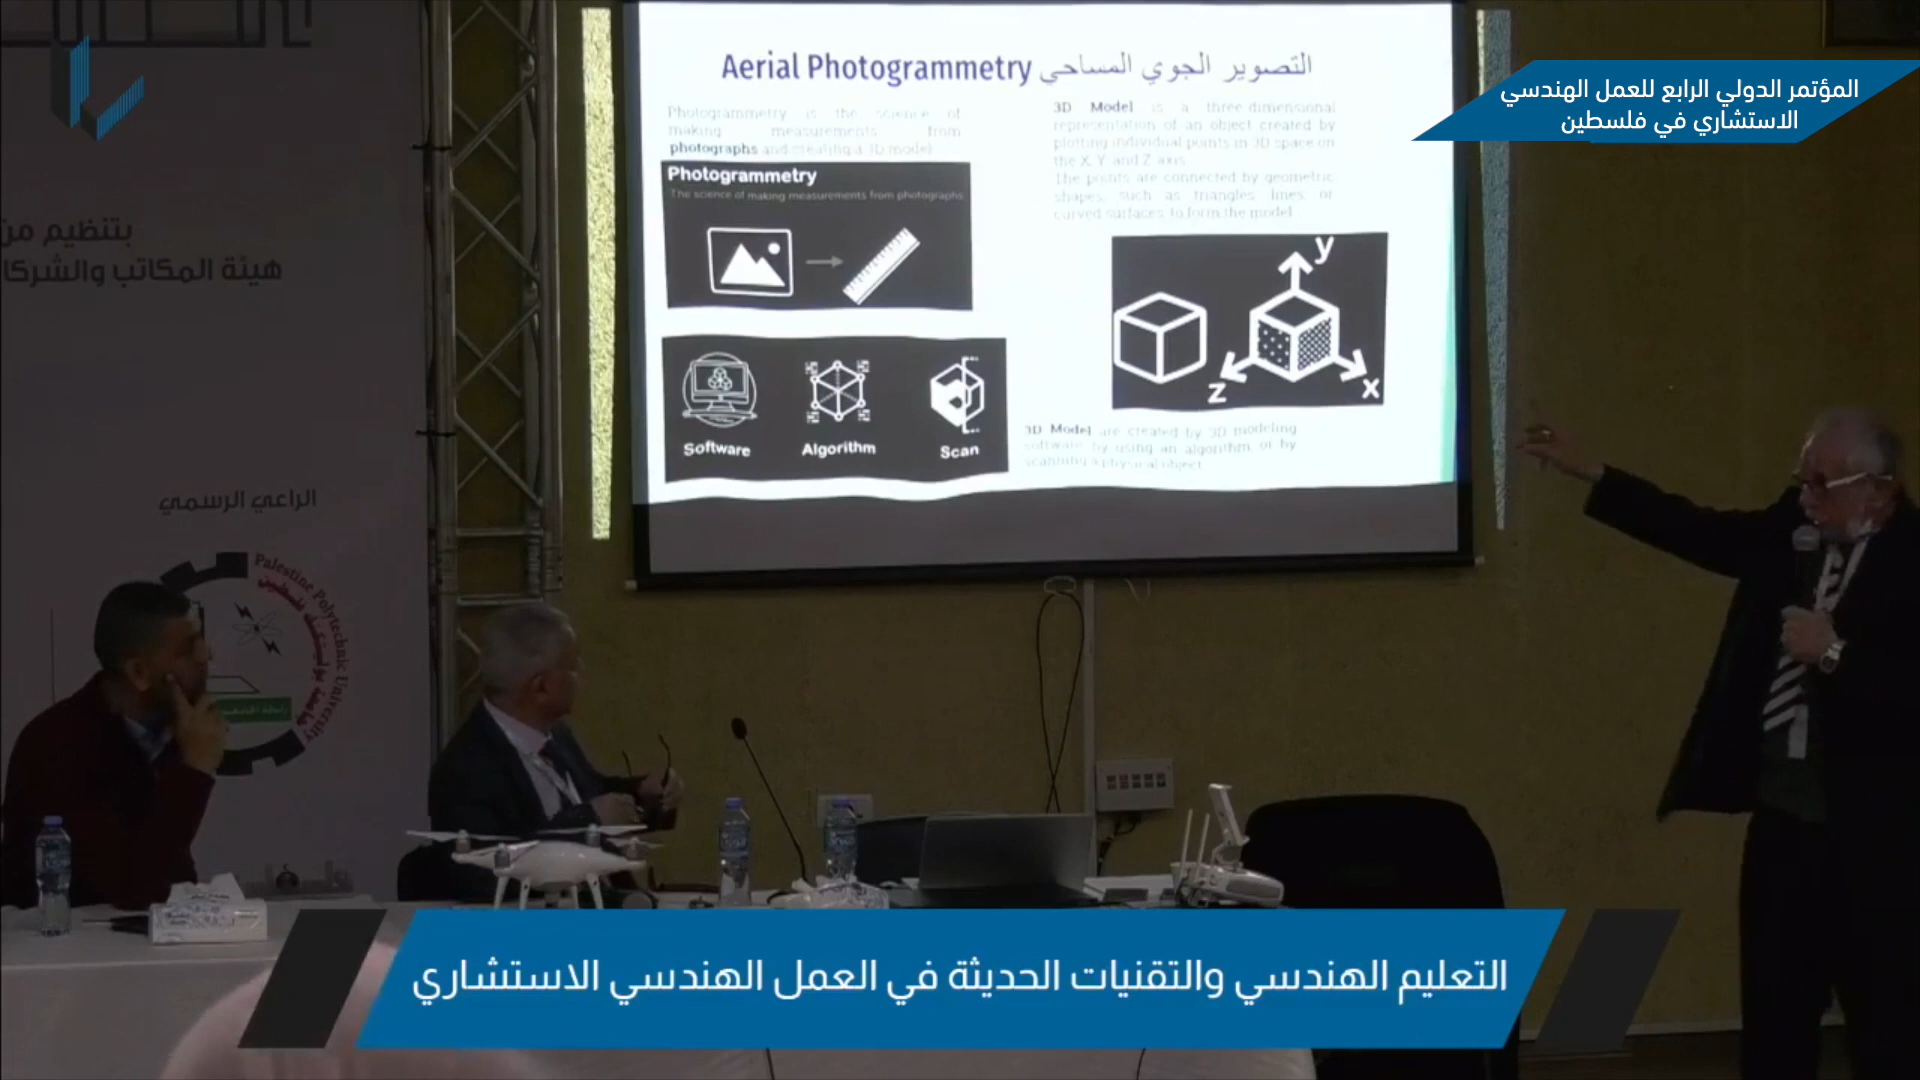 Aerial Photogrammetry التصوير الجوي المساحي
Photogrammetry is the science of
making measurements from
photographs and creating a 3D model
Photogrammetry
The science of making measurements from photographs
Software
Algorithm
Scan
3D Model is a three-dimensional
representation of an object created by
plotting individual points in 3D space on
the X, Y and Z axis.
The points are connected by geometric
shapes, such as triangles, lines, or
curved surfaces, to form the model
y
z
x
3D Model are created by 3D modeling
software, by using an algorithm, or by
scanning a physical object
المؤتمر الدولي الرابع للعمل الهندسي
الاستشاري في فلسطين
بتنظيم من
هيئة المكاتب والشركا
الراعي الرسمي
Palestine Polytechnic University
جامعة بوليتكنك فلسطين
التعليم الهندسي والتقنيات الحديثة في العمل الهندسي الاستشاري